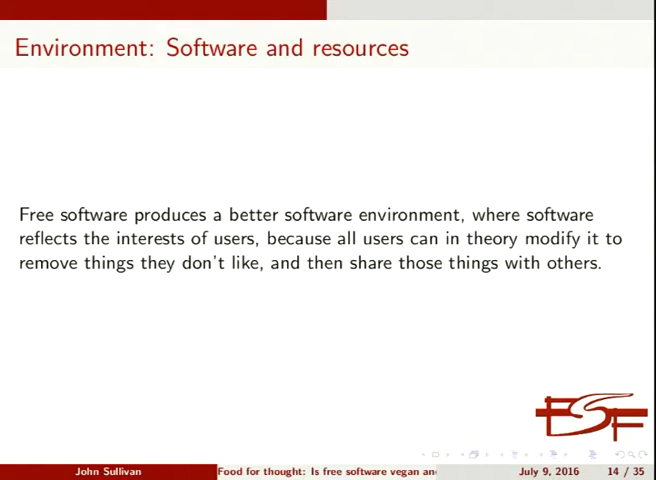 Environment: Software and resources
Free software produces a better software environment, where software
reflects the interests of users, because all users can in theory modify it to
remove things they don't like, and then share those things with others.
FSF
John Sullivan
Food for thought: Is free software vegan an
July 9, 2016
14 / 35